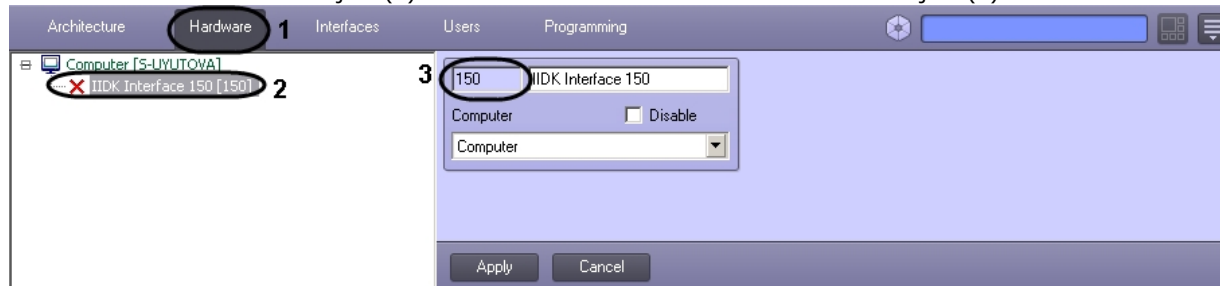 Architecture Hardware 1 Interfaces Users Programming
Computer [S-UYUTOVA]
IIDK Interface 150 [150] 2
3 150 IIDK Interface 150
Computer Disable
Computer
Apply Cancel